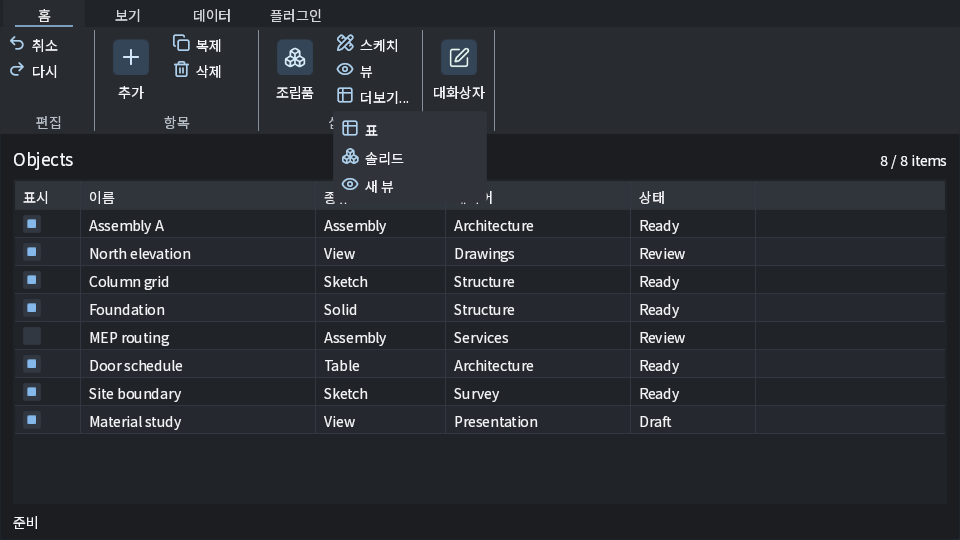 홈 보기 데이터 플러그인
취소
다시
편집
추가
복제
삭제
항목
조립품
스케치
뷰
더보기...
대화상자
표
솔리드
새 뷰
Objects 8 / 8 items
표시 이름 상태
Assembly A Assembly Architecture Ready
North elevation View Drawings Review
Column grid Sketch Structure Ready
Foundation Solid Structure Ready
MEP routing Assembly Services Review
Door schedule Table Architecture Ready
Site boundary Sketch Survey Ready
Material study View Presentation Draft
준비